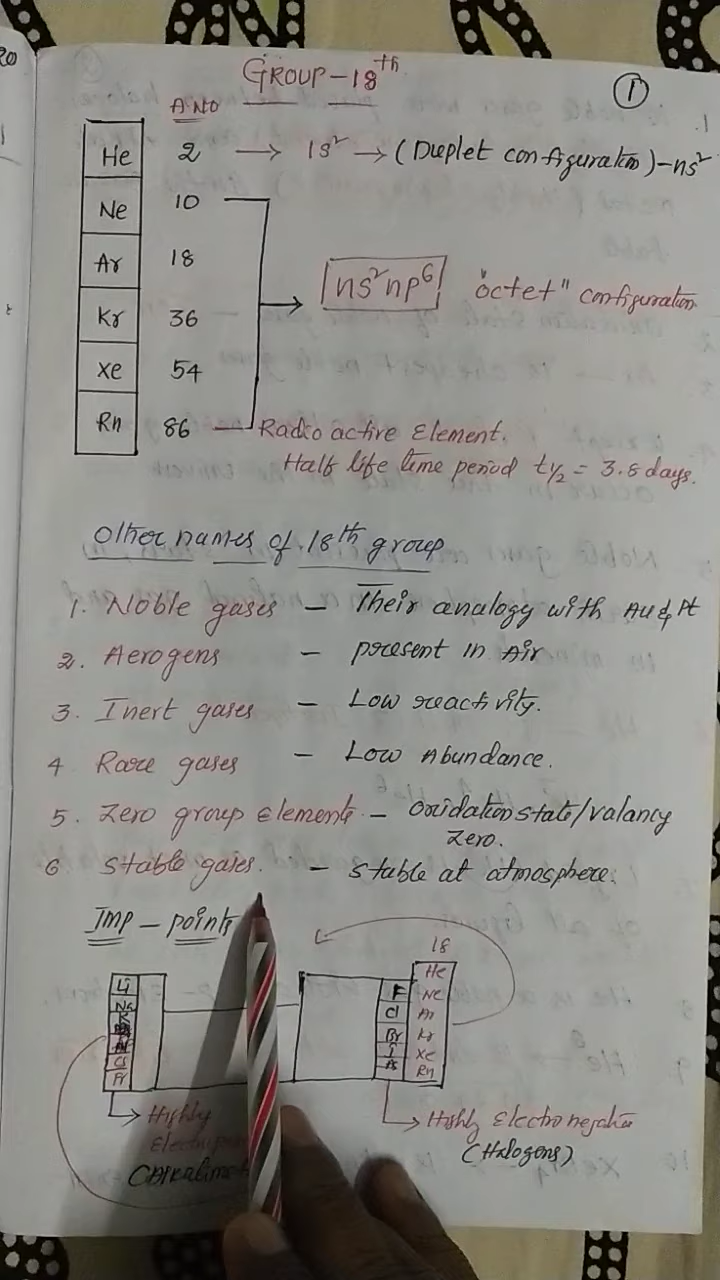 20
GROUP-18th
1
A.NO
He 2 → 1s² → (Duplet configuration) - ns²
Ne 10
Ar 18
ns²np⁶ "octet" configuration
Kr 36
Xe 54
Rn 86 — Radio active Element.
Half life time period t1/2 = 3.8 days.
Other names of 18th group
1. Noble gases - Their analogy with Au & Pt
2. Aerogens - present in Air
3. Inert gases - Low reactivity.
4 Rare gases - Low Abundance.
5. Zero group Elements - oxidation state/valancy
Zero.
6 Stable gases. - stable at atmosphere.
IMP - points
18
Li
Na
K
Cs
Fr
F
Cl
Br
I
As
He
Ne
Ar
Kr
Xe
Rn
→ Highly
→ Highly Electronegative
(Halogens)